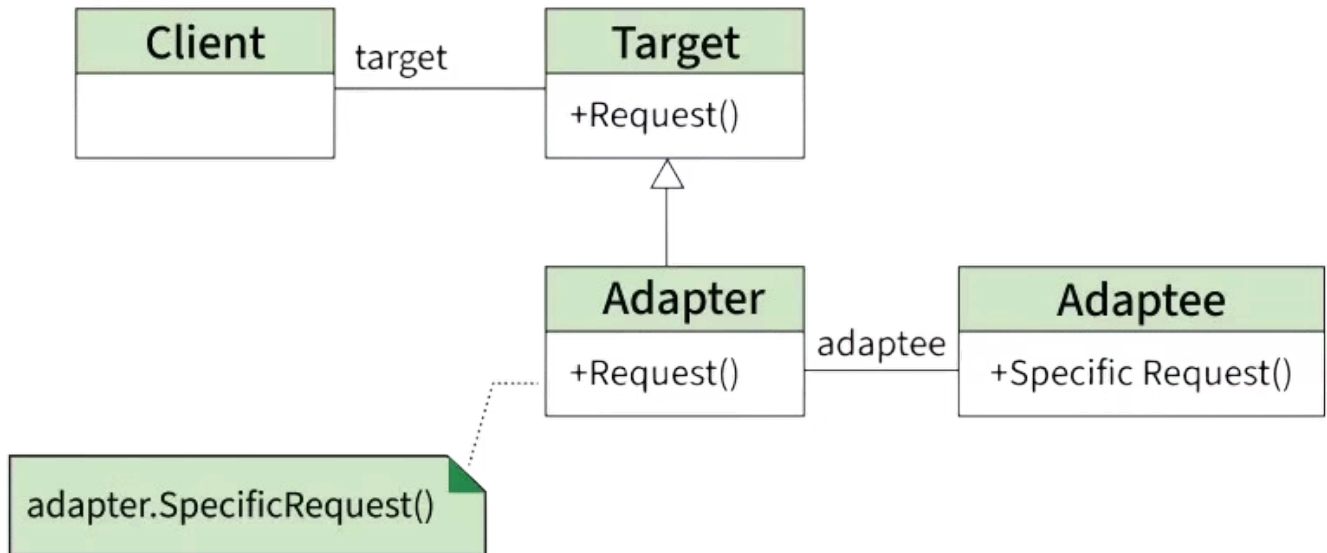 Client
target
Target
+Request()
Adapter
+Request()
adaptee
Adaptee
+Specific Request()
adapter.SpecificRequest()